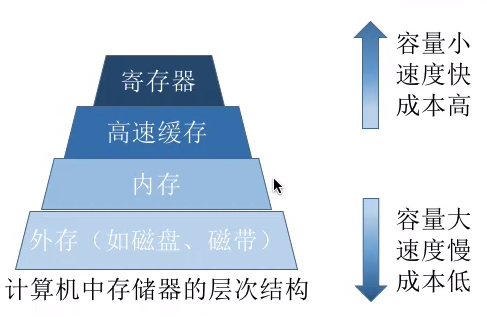 寄存器
高速缓存
内存
外存（如磁盘、磁带）
计算机中存储器的层次结构
容量小
速度快
成本高
容量大
速度慢
成本低